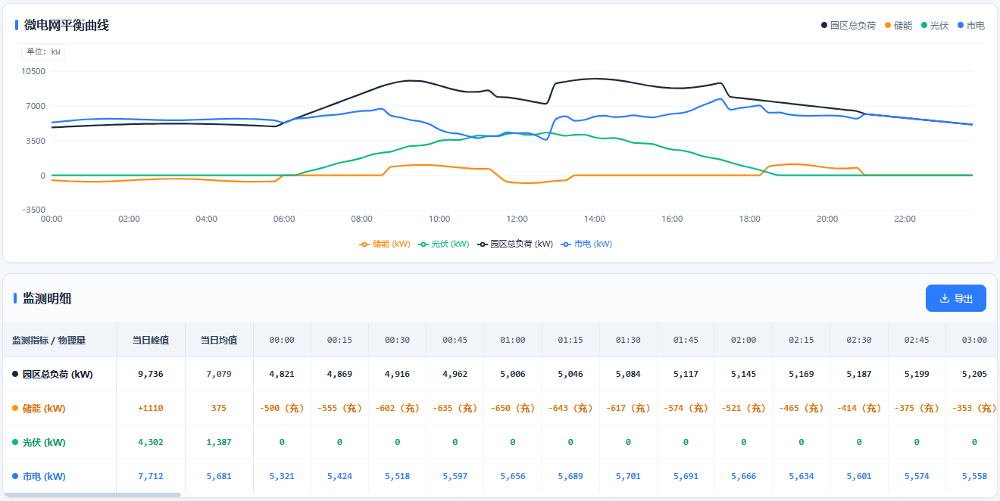 微电网平衡曲线
园区总负荷 储能 光伏 市电
单位: kW
10500
7000
3500
0
-3500
00:00 02:00 04:00 06:00 08:00 10:00 12:00 14:00 16:00 18:00 20:00 22:00
储能 (kW) 光伏 (kW) 园区总负荷 (kW) 市电 (kW)
监测明细
导出
监测指标 / 物理量 当日峰值 当日均值 00:00 00:15 00:30 00:45 01:00 01:15 01:30 01:45 02:00 02:15 02:30 02:45 03:00
园区总负荷 (kW) 9,736 7,079 4,821 4,869 4,916 4,962 5,006 5,046 5,084 5,117 5,145 5,169 5,187 5,199 5,205
储能 (kW) +1110 375 -500 (充) -555 (充) -602 (充) -635 (充) -650 (充) -643 (充) -617 (充) -574 (充) -521 (充) -465 (充) -414 (充) -375 (充) -353 (充)
光伏 (kW) 4,302 1,387 0 0 0 0 0 0 0 0 0 0 0 0 0
市电 (kW) 7,712 5,681 5,321 5,424 5,518 5,597 5,656 5,689 5,701 5,691 5,666 5,634 5,601 5,574 5,558